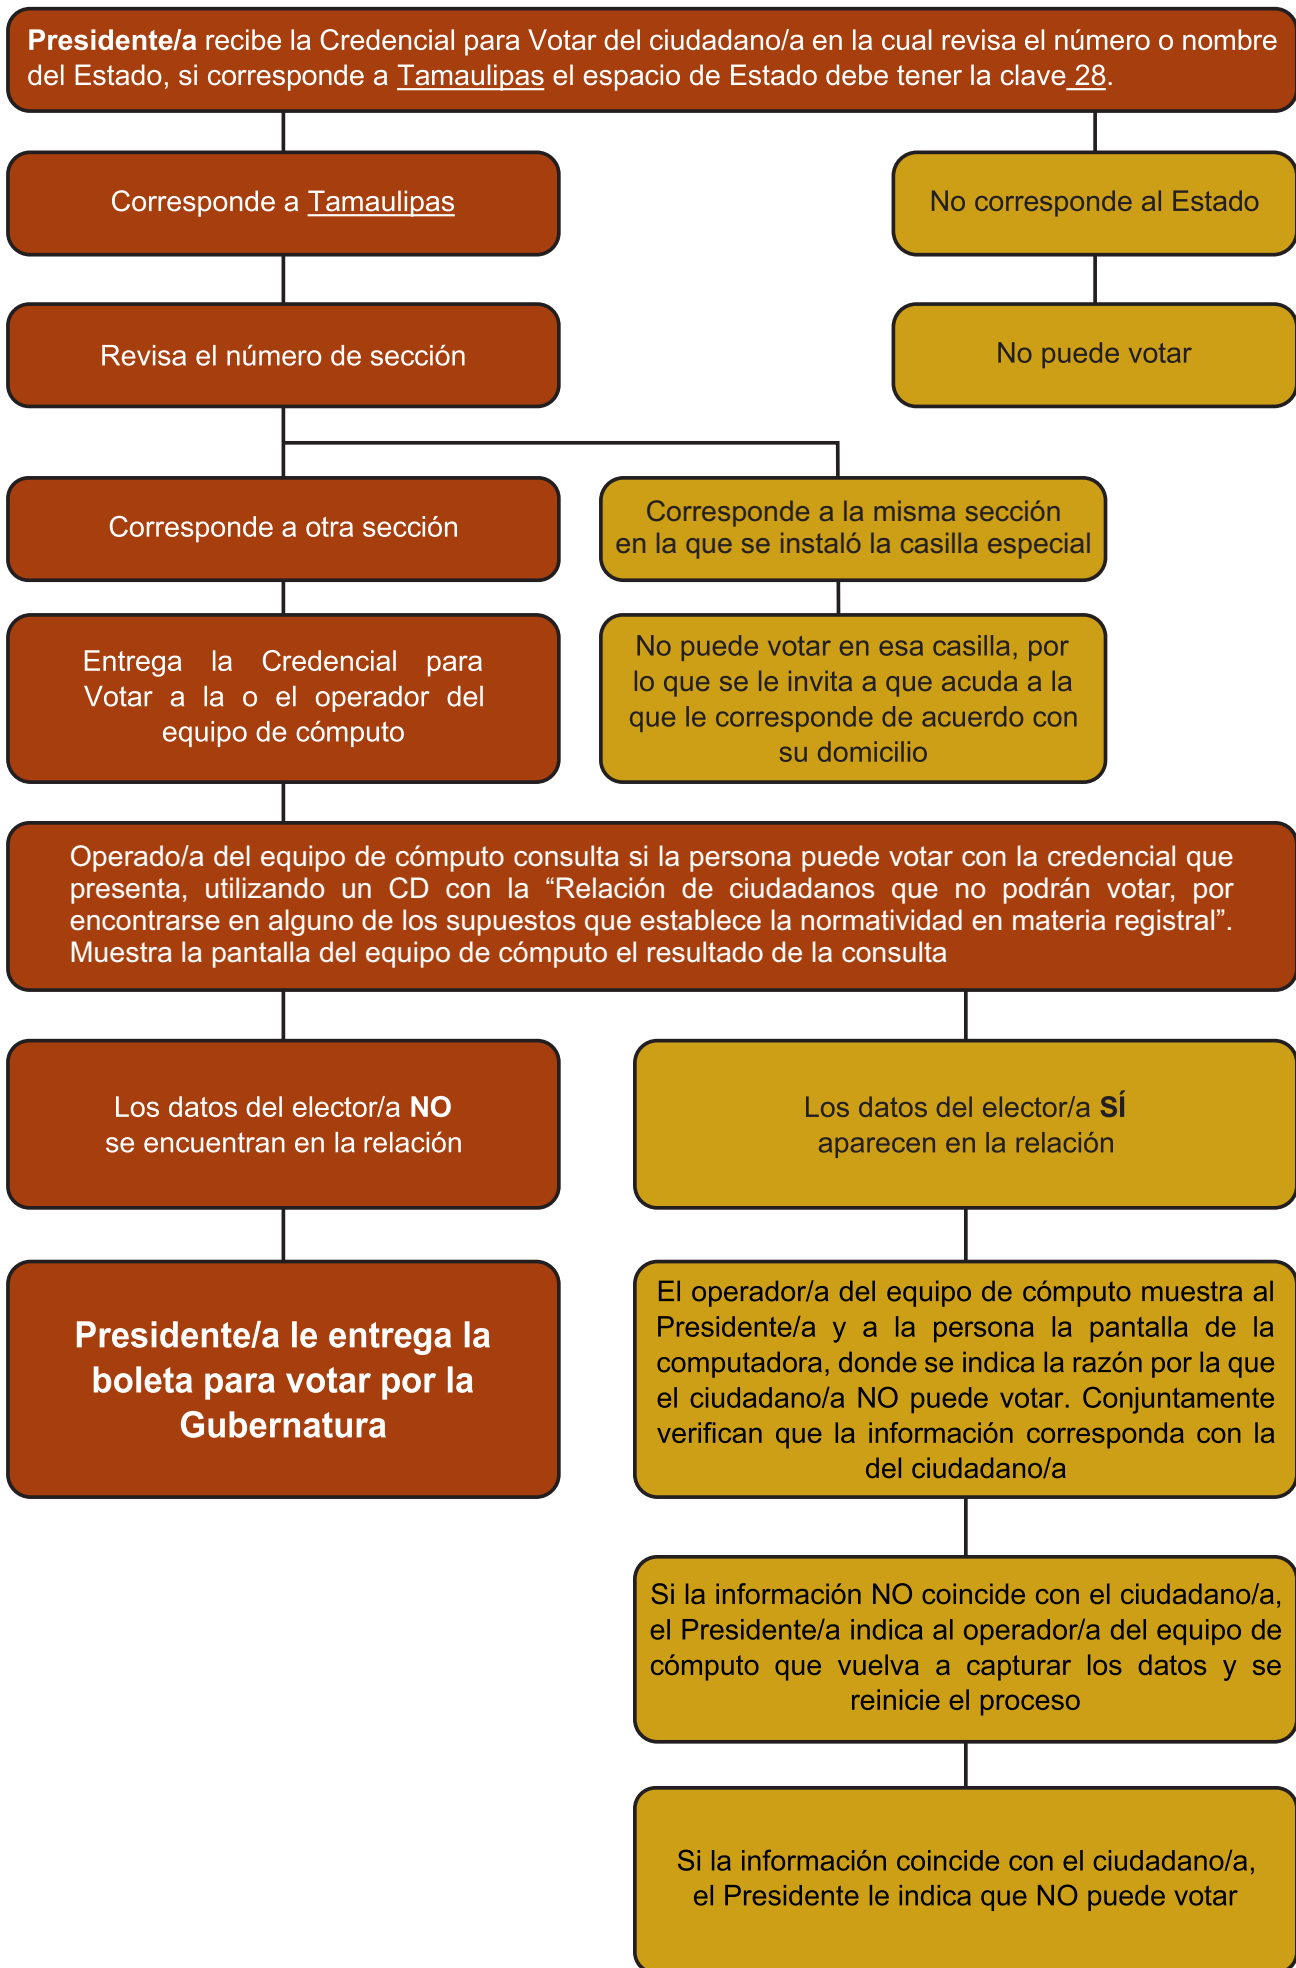 Presidente/a recibe la Credencial para Votar del ciudadano/a en la cual revisa el número o nombre
del Estado, si corresponde a Tamaulipas el espacio de Estado debe tener la clave 28.
Corresponde a Tamaulipas
No corresponde al Estado
Revisa el número de sección
No puede votar
Corresponde a otra sección
Corresponde a la misma sección
en la que se instaló la casilla especial
Entrega la Credencial para
Votar a la o el operador del
equipo de cómputo
No puede votar en esa casilla, por
lo que se le invita a que acuda a la
que le corresponde de acuerdo con
su domicilio
Operado/a del equipo de cómputo consulta si la persona puede votar con la credencial que
presenta, utilizando un CD con la “Relación de ciudadanos que no podrán votar, por
encontrarse en alguno de los supuestos que establece la normatividad en materia registral”.
Muestra la pantalla del equipo de cómputo el resultado de la consulta
Los datos del elector/a NO
se encuentran en la relación
Los datos del elector/a SÍ
aparecen en la relación
Presidente/a le entrega la
boleta para votar por la
Gubernatura
El operador/a del equipo de cómputo muestra al
Presidente/a y a la persona la pantalla de la
computadora, donde se indica la razón por la que
el ciudadano/a NO puede votar. Conjuntamente
verifican que la información corresponda con la
del ciudadano/a
Si la información NO coincide con el ciudadano/a,
el Presidente/a indica al operador/a del equipo de
cómputo que vuelva a capturar los datos y se
reinicie el proceso
Si la información coincide con el ciudadano/a,
el Presidente le indica que NO puede votar